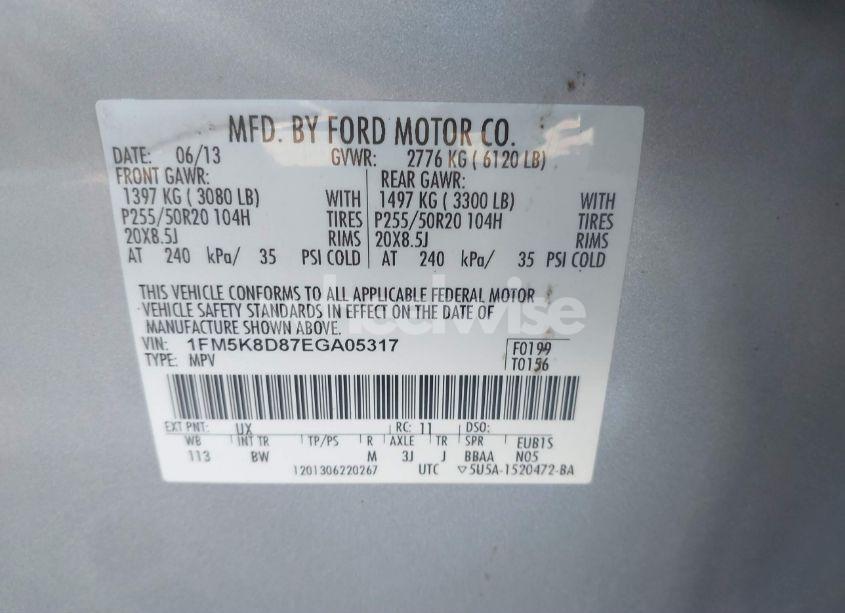 MFD. BY FORD MOTOR CO.
DATE: 06/13 GVWR: 2776 KG ( 6120 LB)
FRONT GAWR: REAR GAWR:
1397 KG ( 3080 LB) WITH 1497 KG ( 3300 LB) WITH
P255/50R20 104H TIRES P255/50R20 104H TIRES
20X8.5J RIMS 20X8.5J RIMS
AT 240 kPa/ 35 PSI COLD AT 240 kPa/ 35 PSI COLD
THIS VEHICLE CONFORMS TO ALL APPLICABLE FEDERAL MOTOR
VEHICLE SAFETY STANDARDS IN EFFECT ON THE DATE OF
MANUFACTURE SHOWN ABOVE.
VIN: 1FM5K8D87EGA05317 F0199
TYPE: MPV T0156
EXT PNT: UX RC: 11 DSO:
WB INT TR TP/PS R AXLE TR SPR EUB1S
113 BW M 3J J BBAA N05
1201306220267 UTC ▽5U5A-1520472-BA